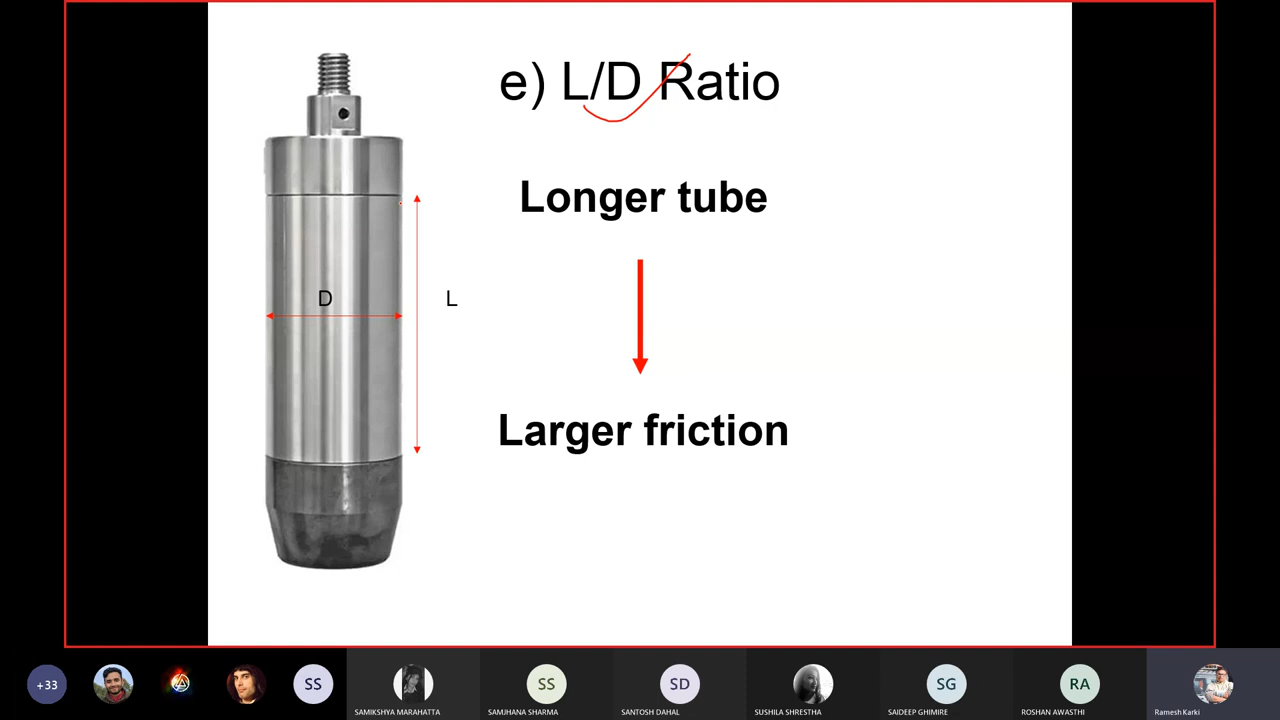 e) L/D Ratio
Longer tube
D
L
Larger friction
+33
SS
SS
SD
SG
RA
SAMIKSHYA MARAHATTA
SAMJHANA SHARMA
SANTOSH DAHAL
SUSHILA SHRESTHA
SAIDEEP GHIMIRE
ROSHAN AWASTHI
Ramesh Karki